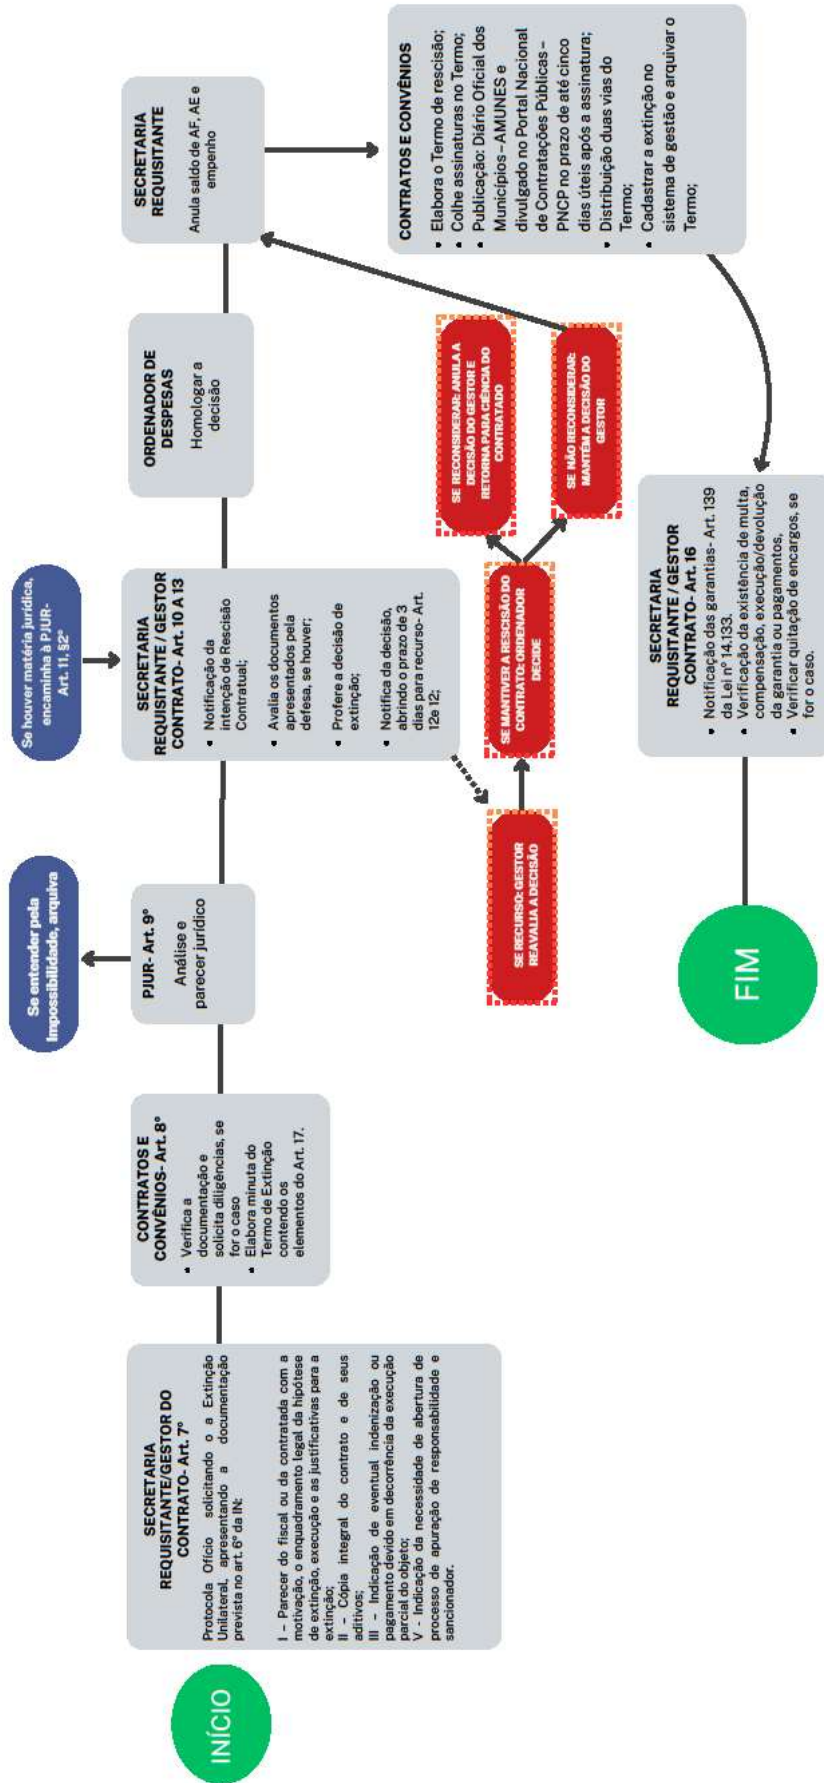 INÍCIO
SECRETARIA
REQUISITANTE/GESTOR DO
CONTRATO- Art. 7º
Protocola Ofício solicitando o a Extinção
Unilateral, apresentando a documentação
prevista no art. 6º da IN:
I – Parecer do fiscal ou da contratada com a
motivação, o enquadramento legal da hipótese
de extinção, execução e as justificativas para a
extinção;
II – Cópia integral do contrato e de seus
aditivos;
III – Indicação de eventual indenização ou
pagamento devido em decorrência da execução
parcial do objeto;
V - Indicação da necessidade de abertura de
processo de apuração de responsabilidade e
sancionador.
CONTRATOS E
CONVÊNIOS- Art. 8º
• Verifica a
documentação e
solicita diligências, se
for o caso
• Elabora minuta do
Termo de Extinção
contendo os
elementos do Art. 17.
Se entender pela
Impossibilidade, arquiva
PJUR- Art. 9º
Análise e
parecer jurídico
Se houver matéria jurídica,
encaminha à PJUR-
Art. 11, §2º
SECRETARIA
REQUISITANTE / GESTOR
CONTRATO- Art. 10 A 13
• Notificação da
intenção de Rescisão
Contratual;
• Avalia os documentos
apresentados pela
defesa, se houver;
• Profere a decisão de
extinção;
• Notifica da decisão,
abrindo o prazo de 3
dias para recurso- Art.
12e 12;
SE RECURSO: GESTOR
REAVALIA A DECISÃO
SE MANTIVER A RESCISÃO DO
CONTRATO: ORDENADOR
DECIDE
SE RECONSIDERAR: ANULA A
DECISÃO DO GESTOR E
RETORNA PARA CIÊNCIA DO
CONTRATADO
SE NÃO RECONSIDERAR:
MANTÉM A DECISÃO DO
GESTOR
ORDENADOR DE
DESPESAS
Homologar a
decisão
SECRETARIA
REQUISITANTE
Anula saldo de AF, AE e
empenho
CONTRATOS E CONVÊNIOS
• Elabora o Termo de rescisão;
• Colhe assinaturas no Termo;
• Publicação: Diário Oficial dos
Municípios – AMUNES e
divulgado no Portal Nacional
de Contratações Públicas –
PNCP no prazo de até cinco
dias úteis após a assinatura;
• Distribuição duas vias do
Termo;
• Cadastrar a extinção no
sistema de gestão e arquivar o
Termo;
SECRETARIA
REQUISITANTE / GESTOR
CONTRATO- Art. 16
• Notificação das garantias- Art. 139
da Lei nº 14.133.
• Verificação da existência de multa,
compensação, execução/devolução
da garantia ou pagamentos,
• Verificar quitação de encargos, se
for o caso.
FIM